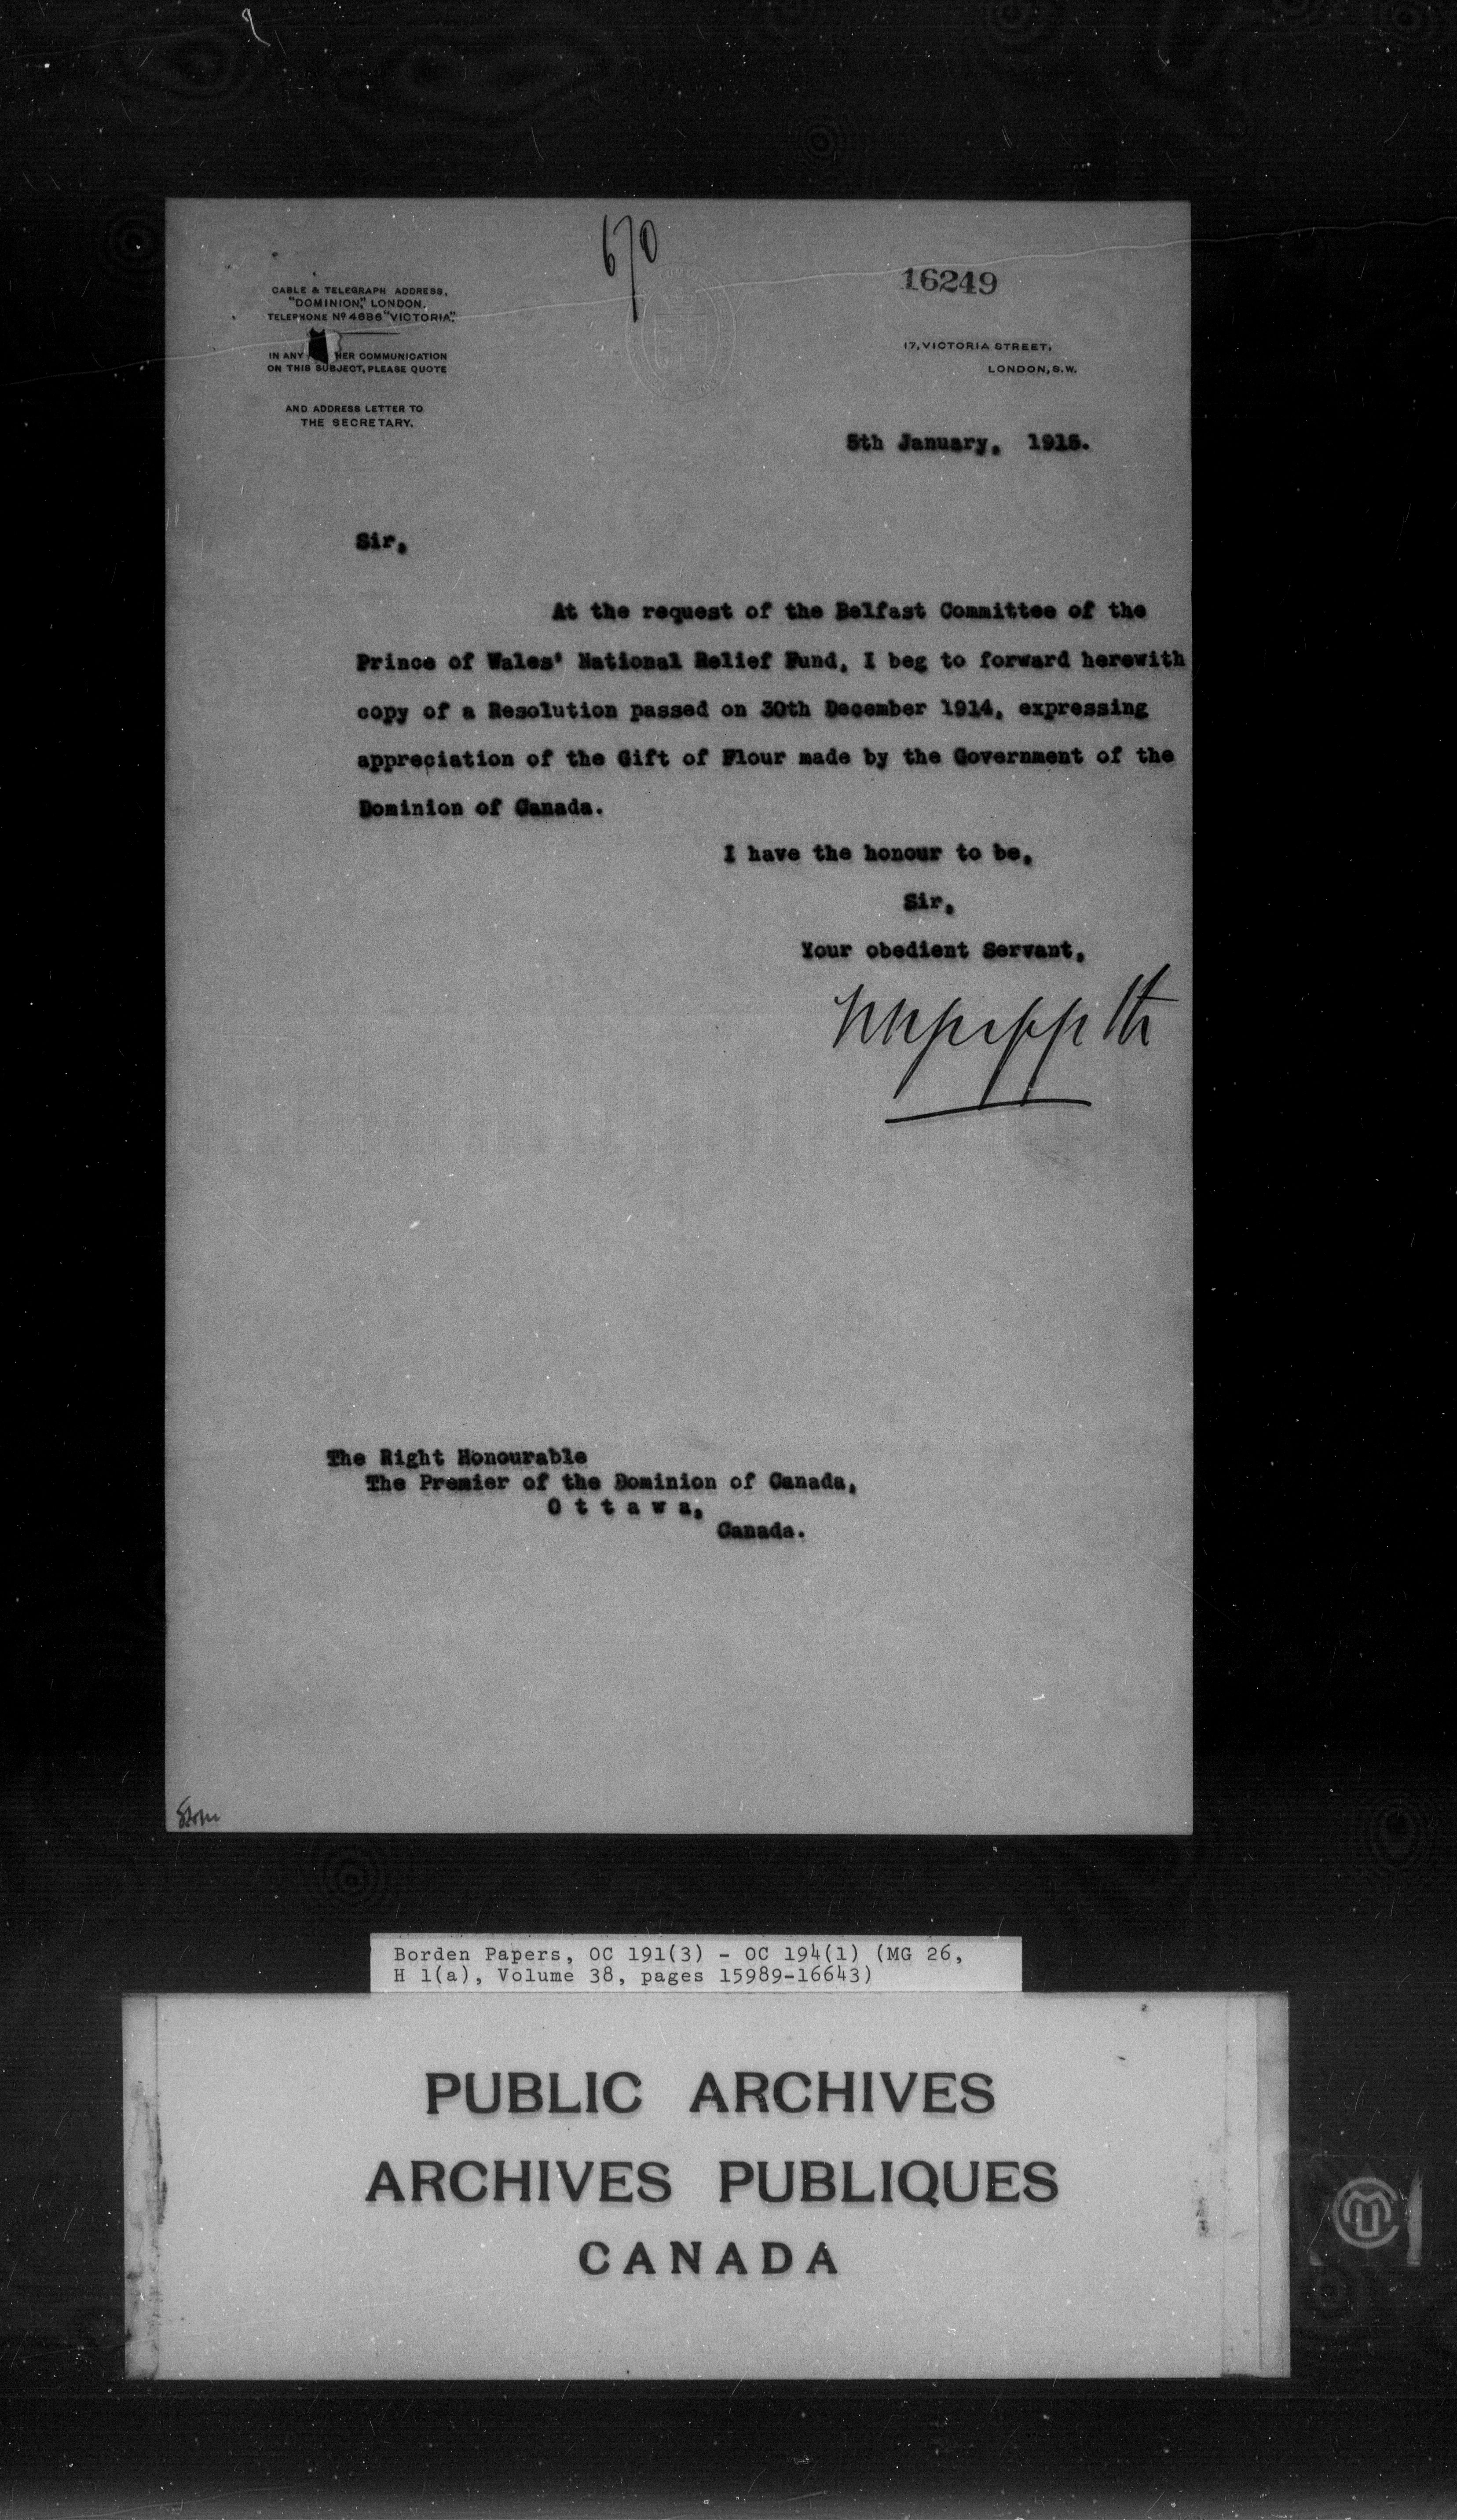 670
16249
CABLE & TELEGRAPH ADDRESS,
"DOMINION", LONDON.
TELEPHONE Nº 4686 "VICTORIA".
IN ANY HER COMMUNICATION
ON THIS SUBJECT, PLEASE QUOTE
AND ADDRESS LETTER TO
THE SECRETARY.
17, VICTORIA STREET,
LONDON, S.W.
5th January, 1915.
Sir,
At the request of the Belfast Committee of the
Prince of Wales' National Relief Fund, I beg to forward herewith
copy of a Resolution passed on 30th December 1914, expressing
appreciation of the Gift of Flour made by the Government of the
Dominion of Canada.
I have the honour to be,
Sir,
Your obedient Servant,
The Right Honourable
The Premier of the Dominion of Canada,
Ottawa,
Canada.
Borden Papers, OC 191(3) - OC 194(1) (MG 26,
H 1(a), Volume 38, pages 15989-16643)
PUBLIC ARCHIVES
ARCHIVES PUBLIQUES
CANADA